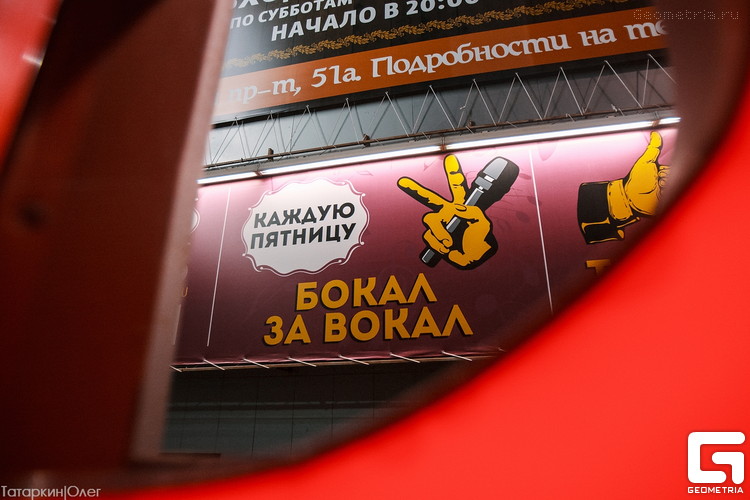 Geometria.ru
ПО СУББОТАМ
НАЧАЛО В 20:00
пр-т, 51а. Подробности на
КАЖДУЮ
ПЯТНИЦУ
БОКАЛ
ЗА ВОКАЛ
Татаркин|Олег
GEOMETRIA